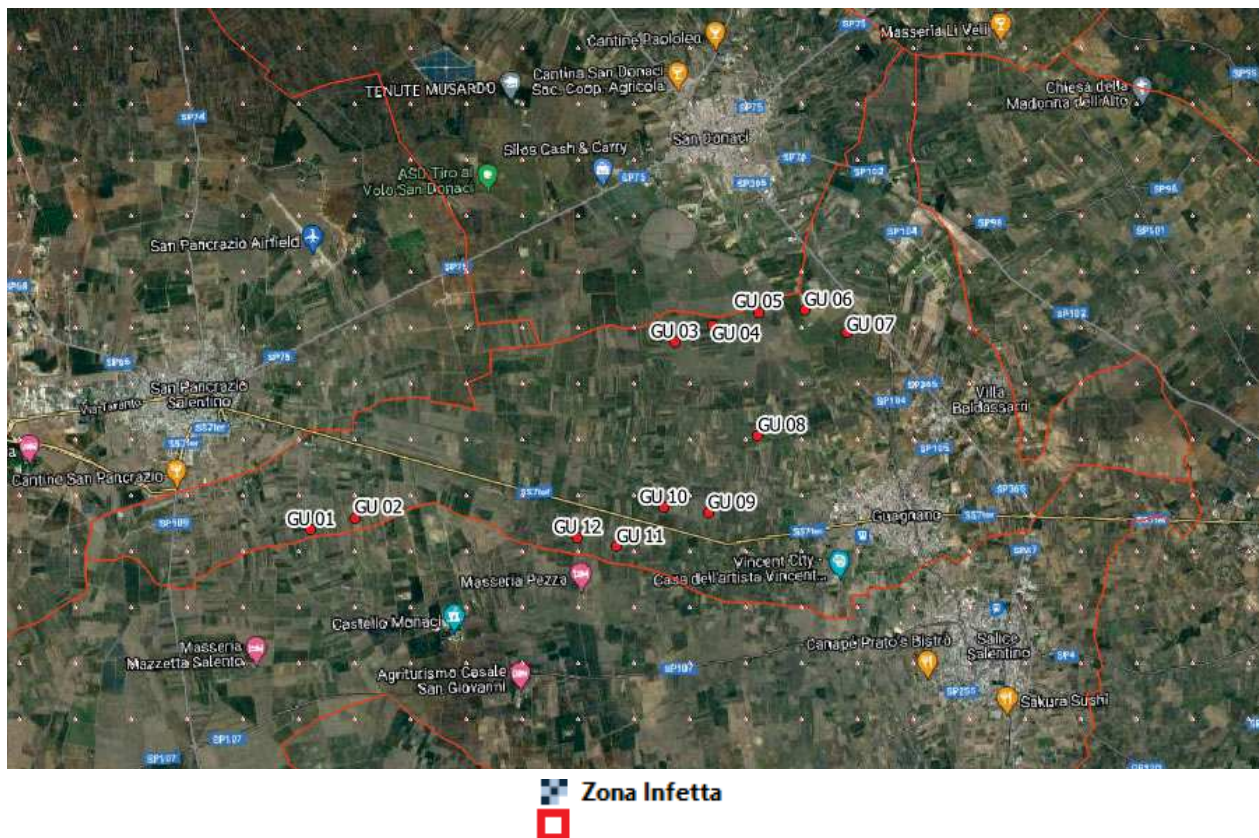 Cantine Paololeo
SP75
Masseria Li Veli
TENUTE MUSARDO
Cantina San Donaci
Soc. Coop. Agricola
Chiesa della
Madonna dell'Alto
SP74
SP75
San Donaci
Silos Cash & Carry
SP75
SP76
ASD Tiro al
Volo San Donaci
SP365
SP102
SP96
San Pancrazio Airfield
SP104
SP98
SP101
SP75
GU 05
GU 06
GU 03
GU 04
GU 07
SP102
SP75
San Pancrazio
Salentino
Via Taranto
SP365
SP104
Villa
Baldassarri
SS7ter
GU 08
SP105
Cantine San Pancrazio
SS7ter
SP365
SP109
GU 01
GU 02
GU 10
GU 09
Guagnano
SS7ter
SS7ter
GU 12
GU 11
Vincent City -
Casa dell'artista Vincent...
Masseria Pezza
Castello Monaci
Masseria
Mazzetta Salento
Canapè Prato's Bistrò
Salice
Salentino
SP4
Agriturismo Casale
San Giovanni
SP107
SP255
Sakura Sushi
SP107
SP107
Zona Infetta